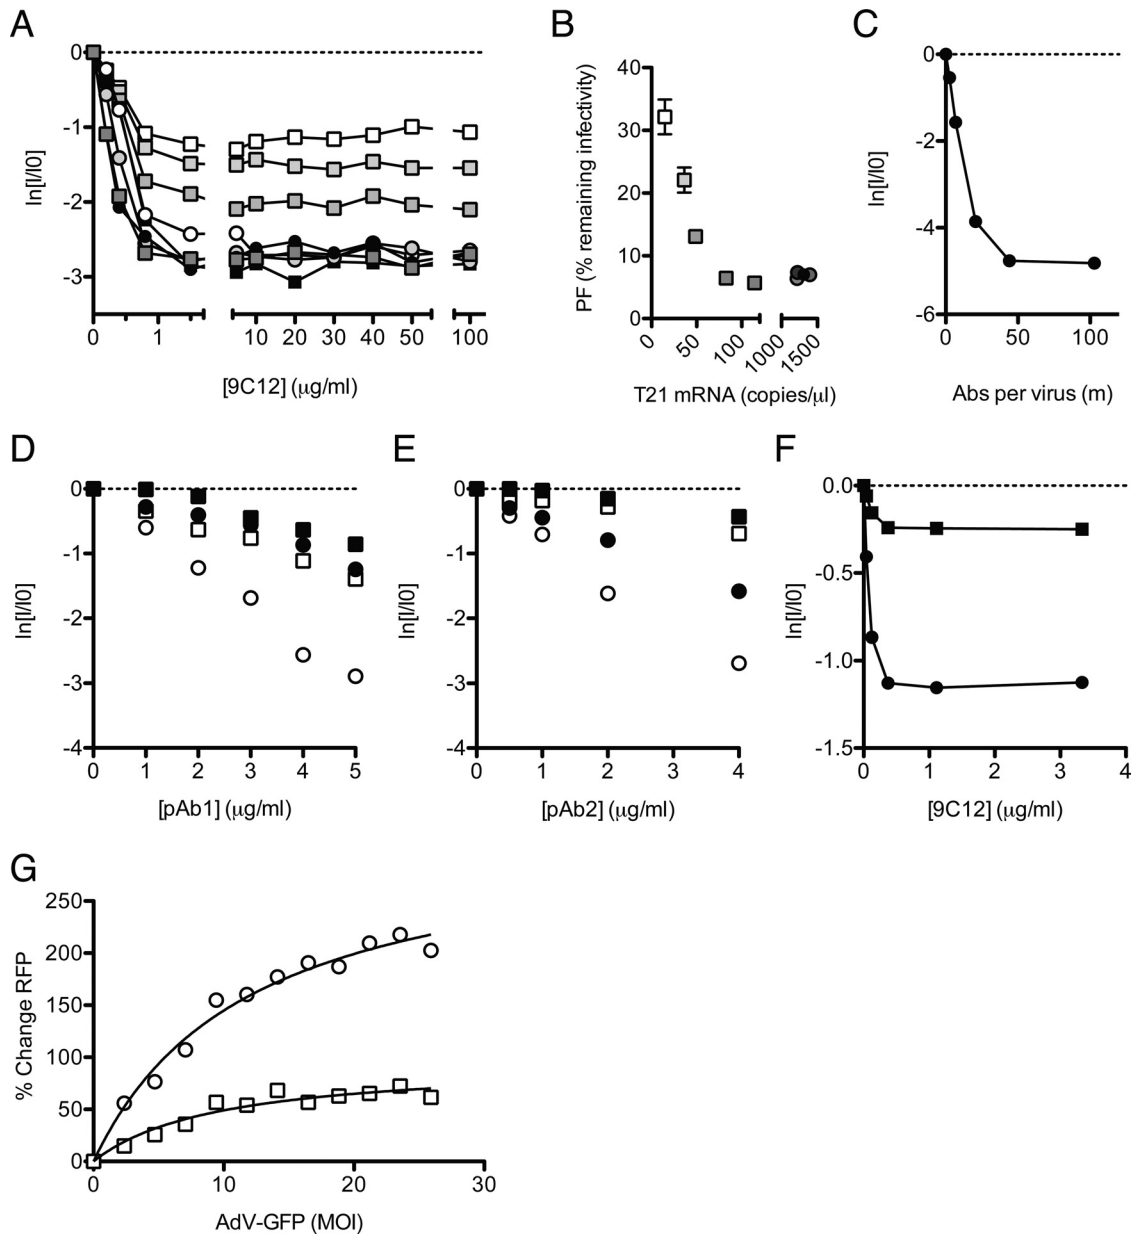 A
0
-1
-2
-3
ln[I/I0]
0 1 10 20 30 40 50 100
[9C12] (μg/ml)
B
40
30
20
10
0
PF (% remaining infectivity)
0 50 100 1000 1500
T21 mRNA (copies/μl)
C
0
-2
-4
-6
ln[I/I0]
0 50 100
Abs per virus (m)
D
0
-1
-2
-3
-4
ln[I/I0]
0 1 2 3 4 5
[pAb1] (μg/ml)
E
0
-1
-2
-3
-4
ln[I/I0]
0 1 2 3 4
[pAb2] (μg/ml)
F
0.0
-0.5
-1.0
-1.5
ln[I/I0]
0 1 2 3 4
[9C12] (μg/ml)
G
250
200
150
100
50
0
% Change RFP
0 10 20 30
AdV-GFP (MOI)